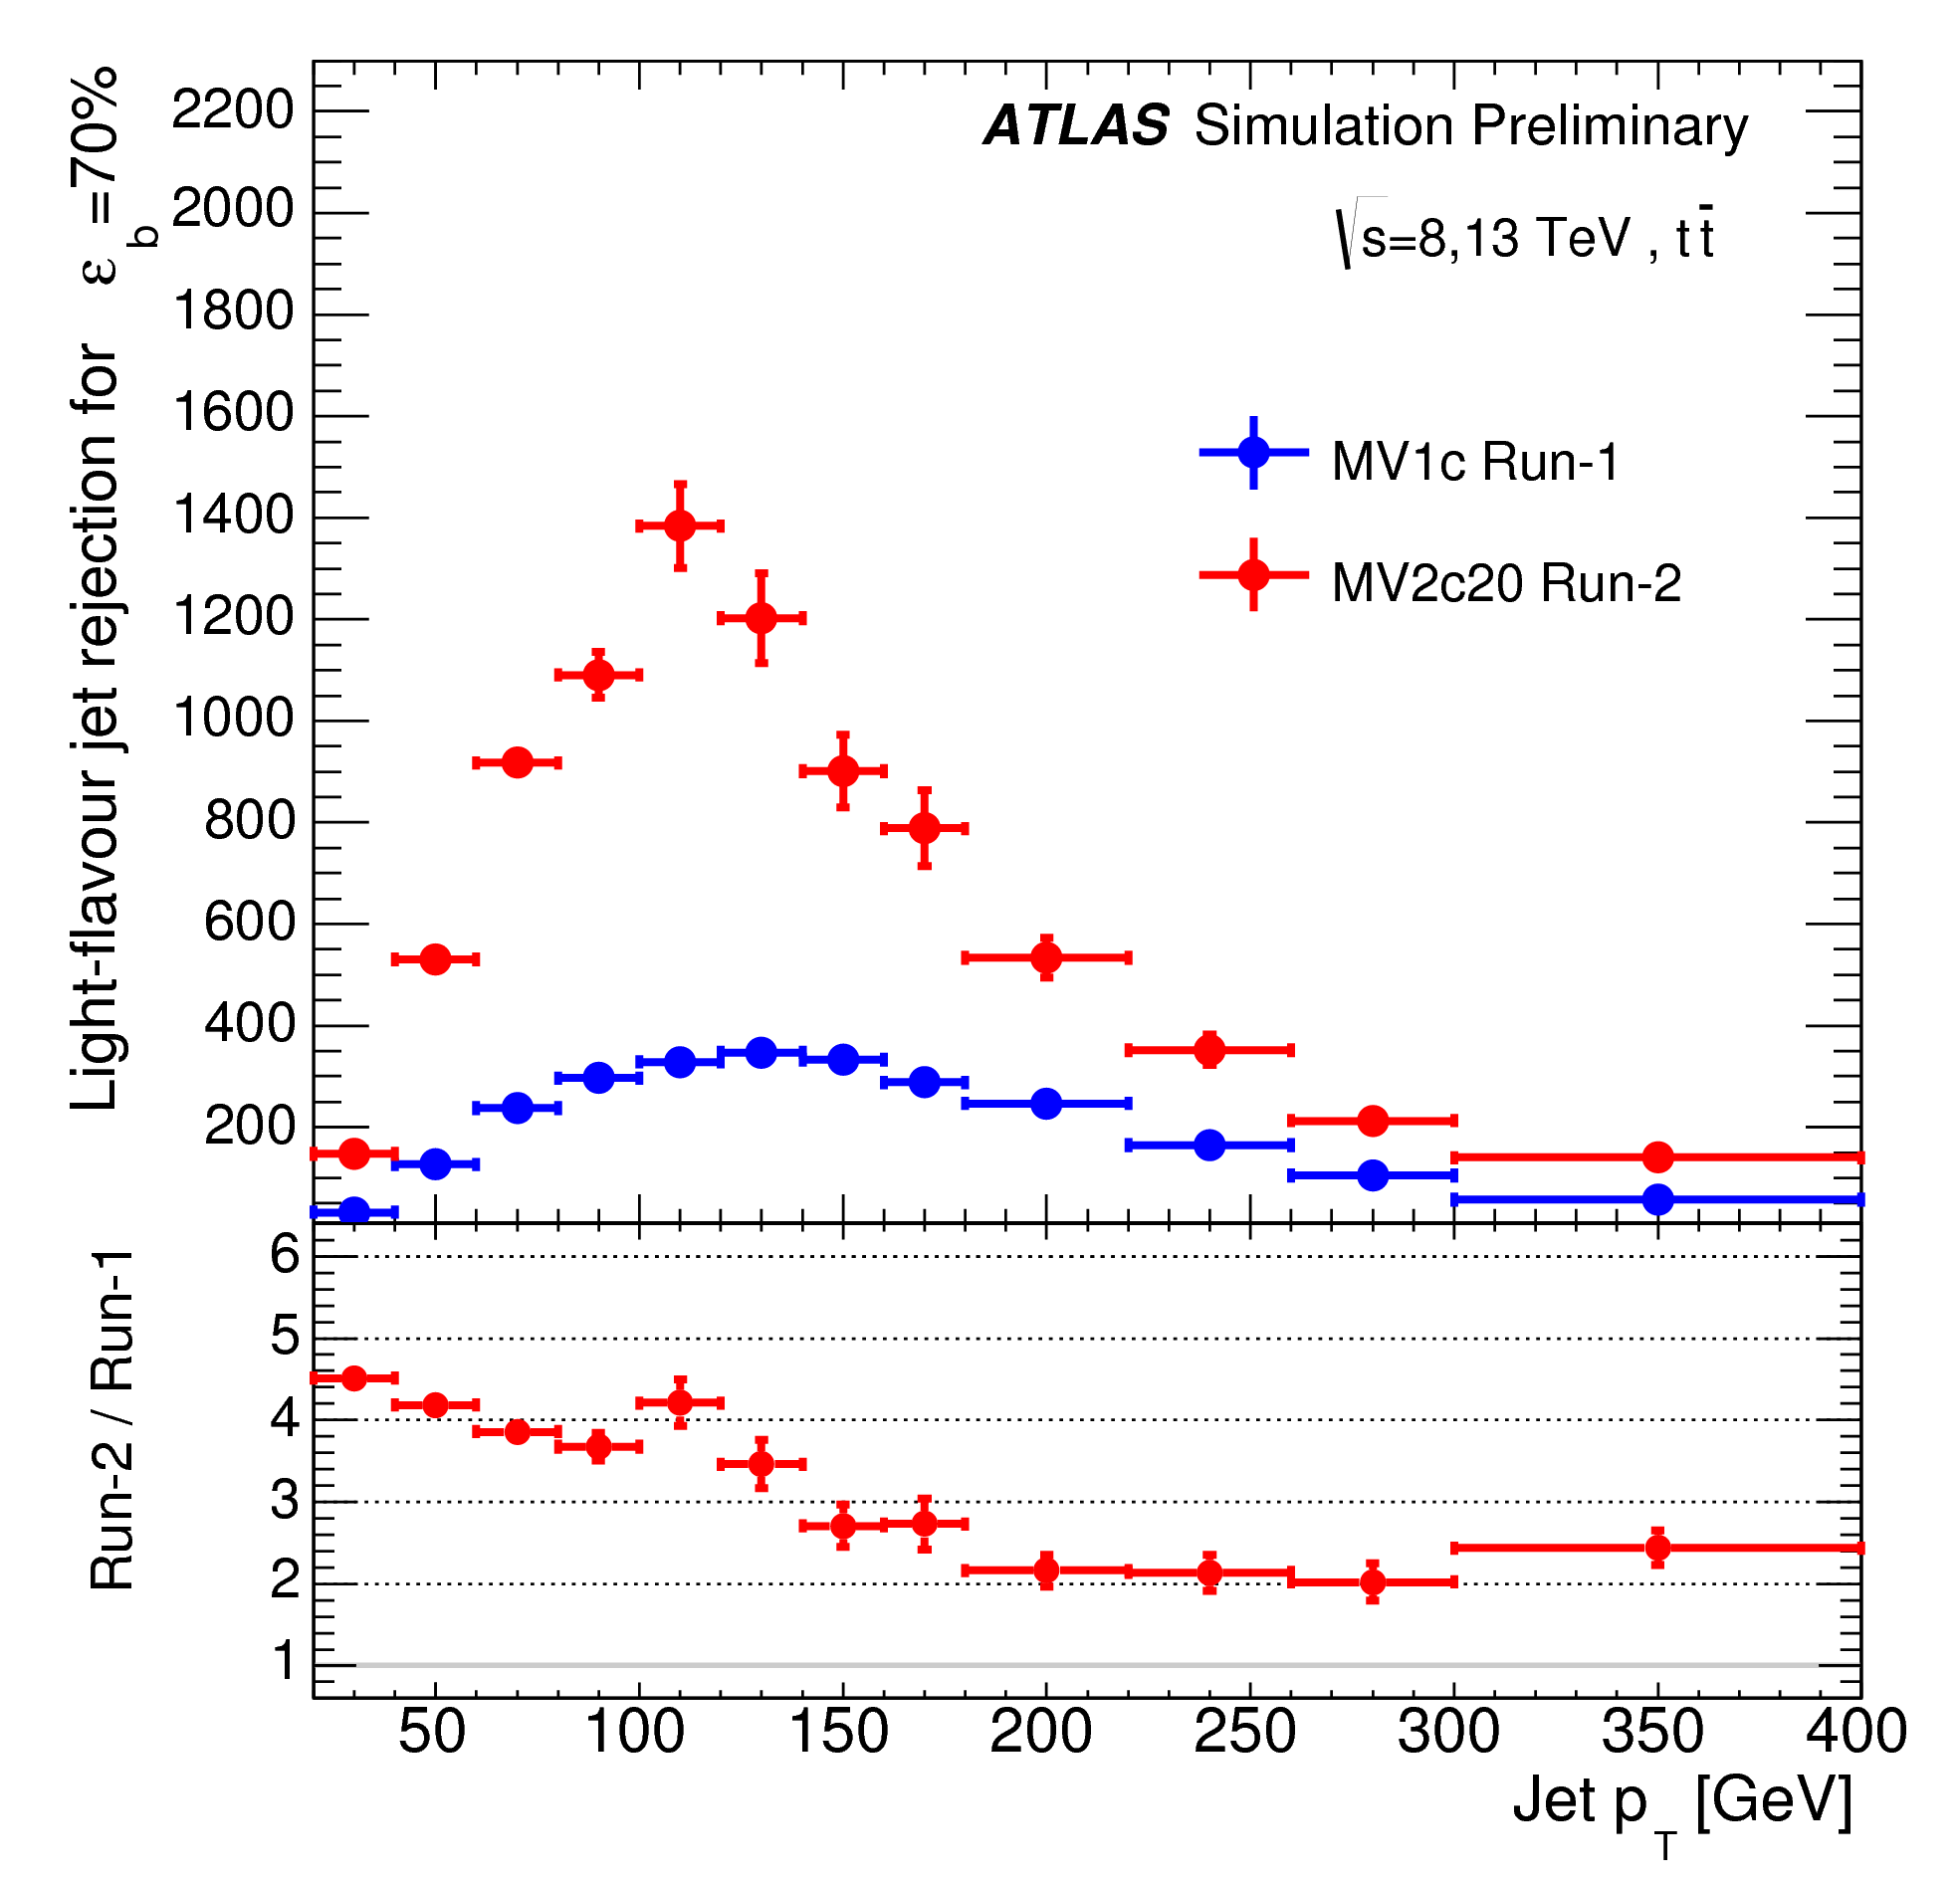 ATLAS Simulation Preliminary
√s=8,13 TeV , tt̄
MV1c Run-1
MV2c20 Run-2
Light-flavour jet rejection for ε_b=70%
2200
2000
1800
1600
1400
1200
1000
800
600
400
200
Run-2 / Run-1
6
5
4
3
2
1
50 100 150 200 250 300 350 400
Jet p_T [GeV]